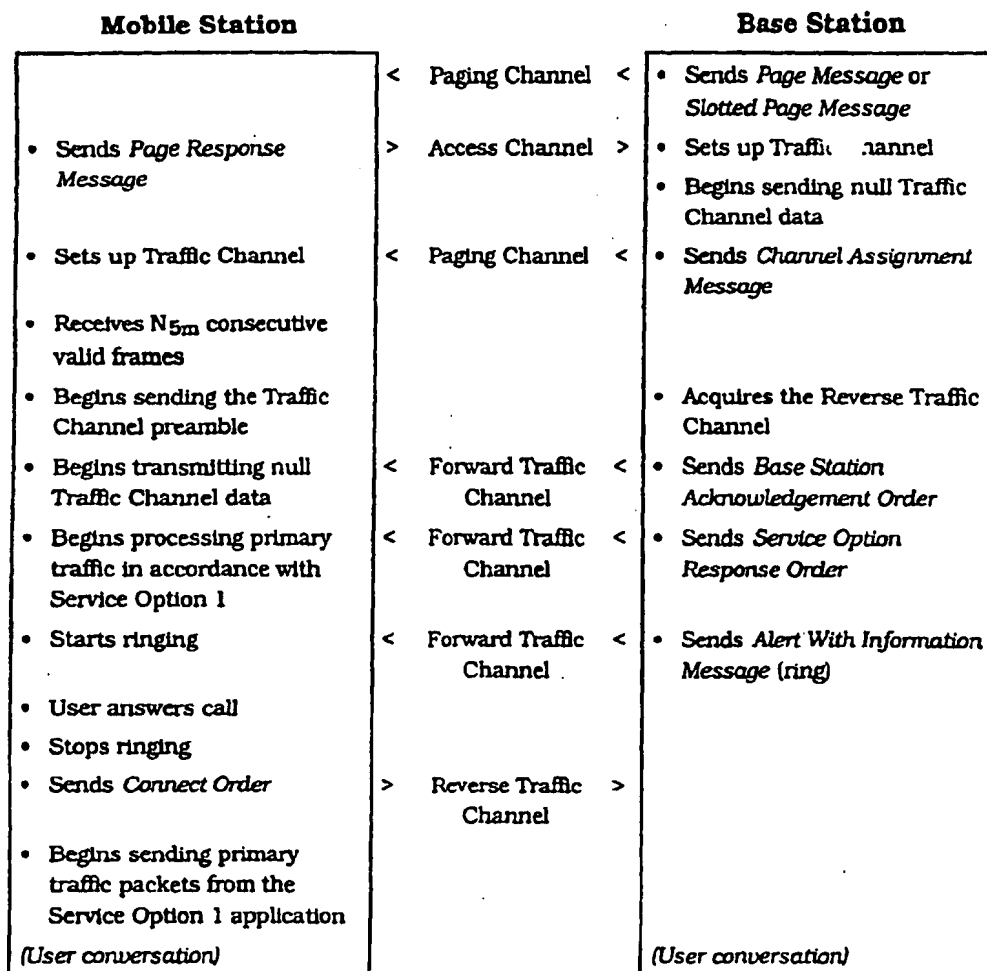 Mobile Station Base Station
< Paging Channel < • Sends Page Message or
Slotted Page Message
• Sends Page Response > Access Channel > • Sets up Traffic
Message
• Begins sending null Traffic
Channel data
• Sets up Traffic Channel < Paging Channel < • Sends Channel Assignment
Message
• Receives N5m consecutive
valid frames
• Begins sending the Traffic • Acquires the Reverse Traffic
Channel preamble Channel
• Begins transmitting null < Forward Traffic < • Sends Base Station
Traffic Channel data Channel Acknowledgement Order
• Begins processing primary < Forward Traffic < • Sends Service Option
traffic in accordance with Channel Response Order
Service Option 1
• Starts ringing < Forward Traffic < • Sends Alert With Information
Channel Message (ring)
• User answers call
• Stops ringing
• Sends Connect Order > Reverse Traffic >
Channel
• Begins sending primary
traffic packets from the
Service Option 1 application
(User conversation) (User conversation)